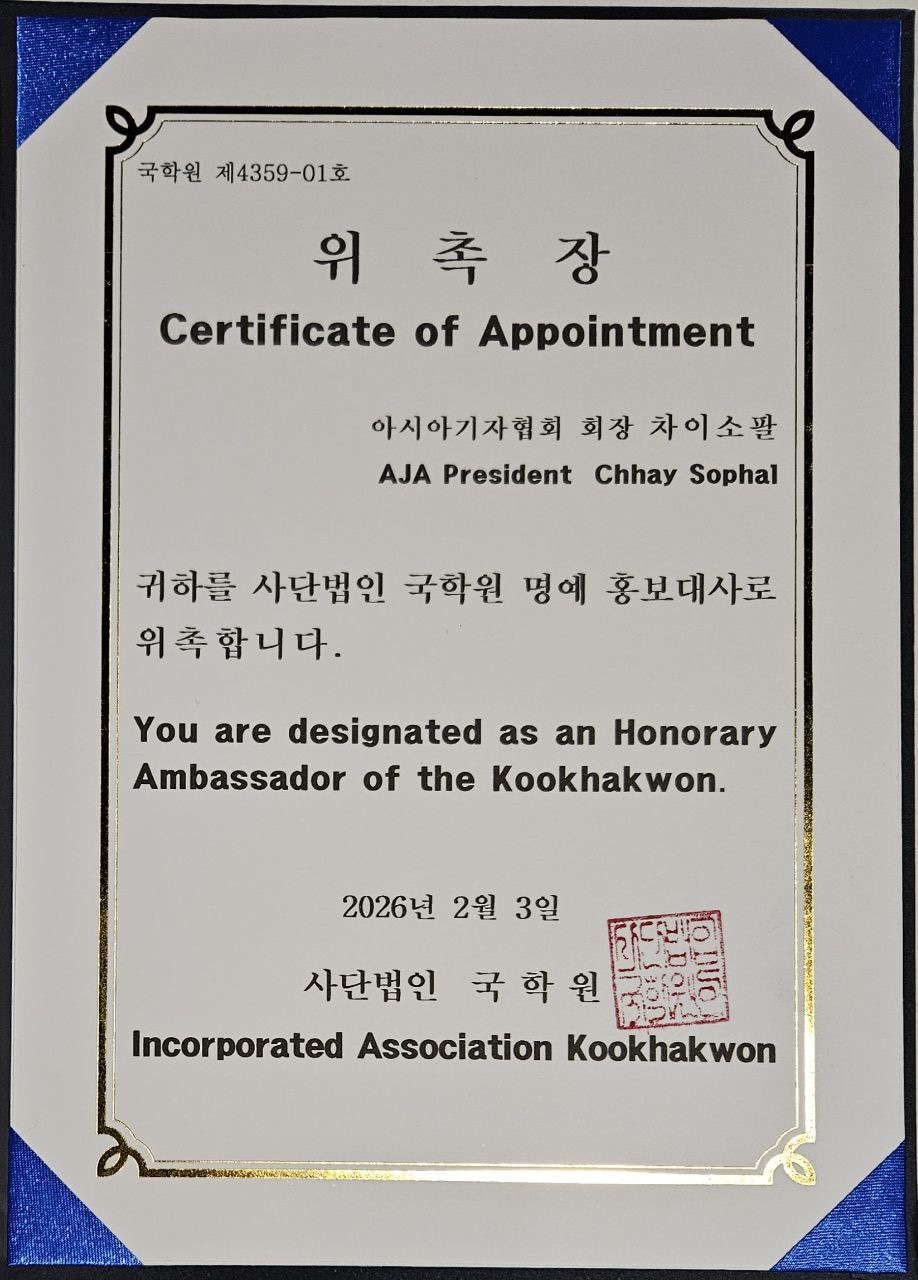 국학원 제4359-01호
위 촉 장
Certificate of Appointment
아시아기자협회 회장 차이소팔
AJA President Chhay Sophal
귀하를 사단법인 국학원 명예 홍보대사로
위촉합니다.
You are designated as an Honorary
Ambassador of the Kookhakwon.
2026년 2월 3일
사단법인 국 학 원
Incorporated Association Kookhakwon